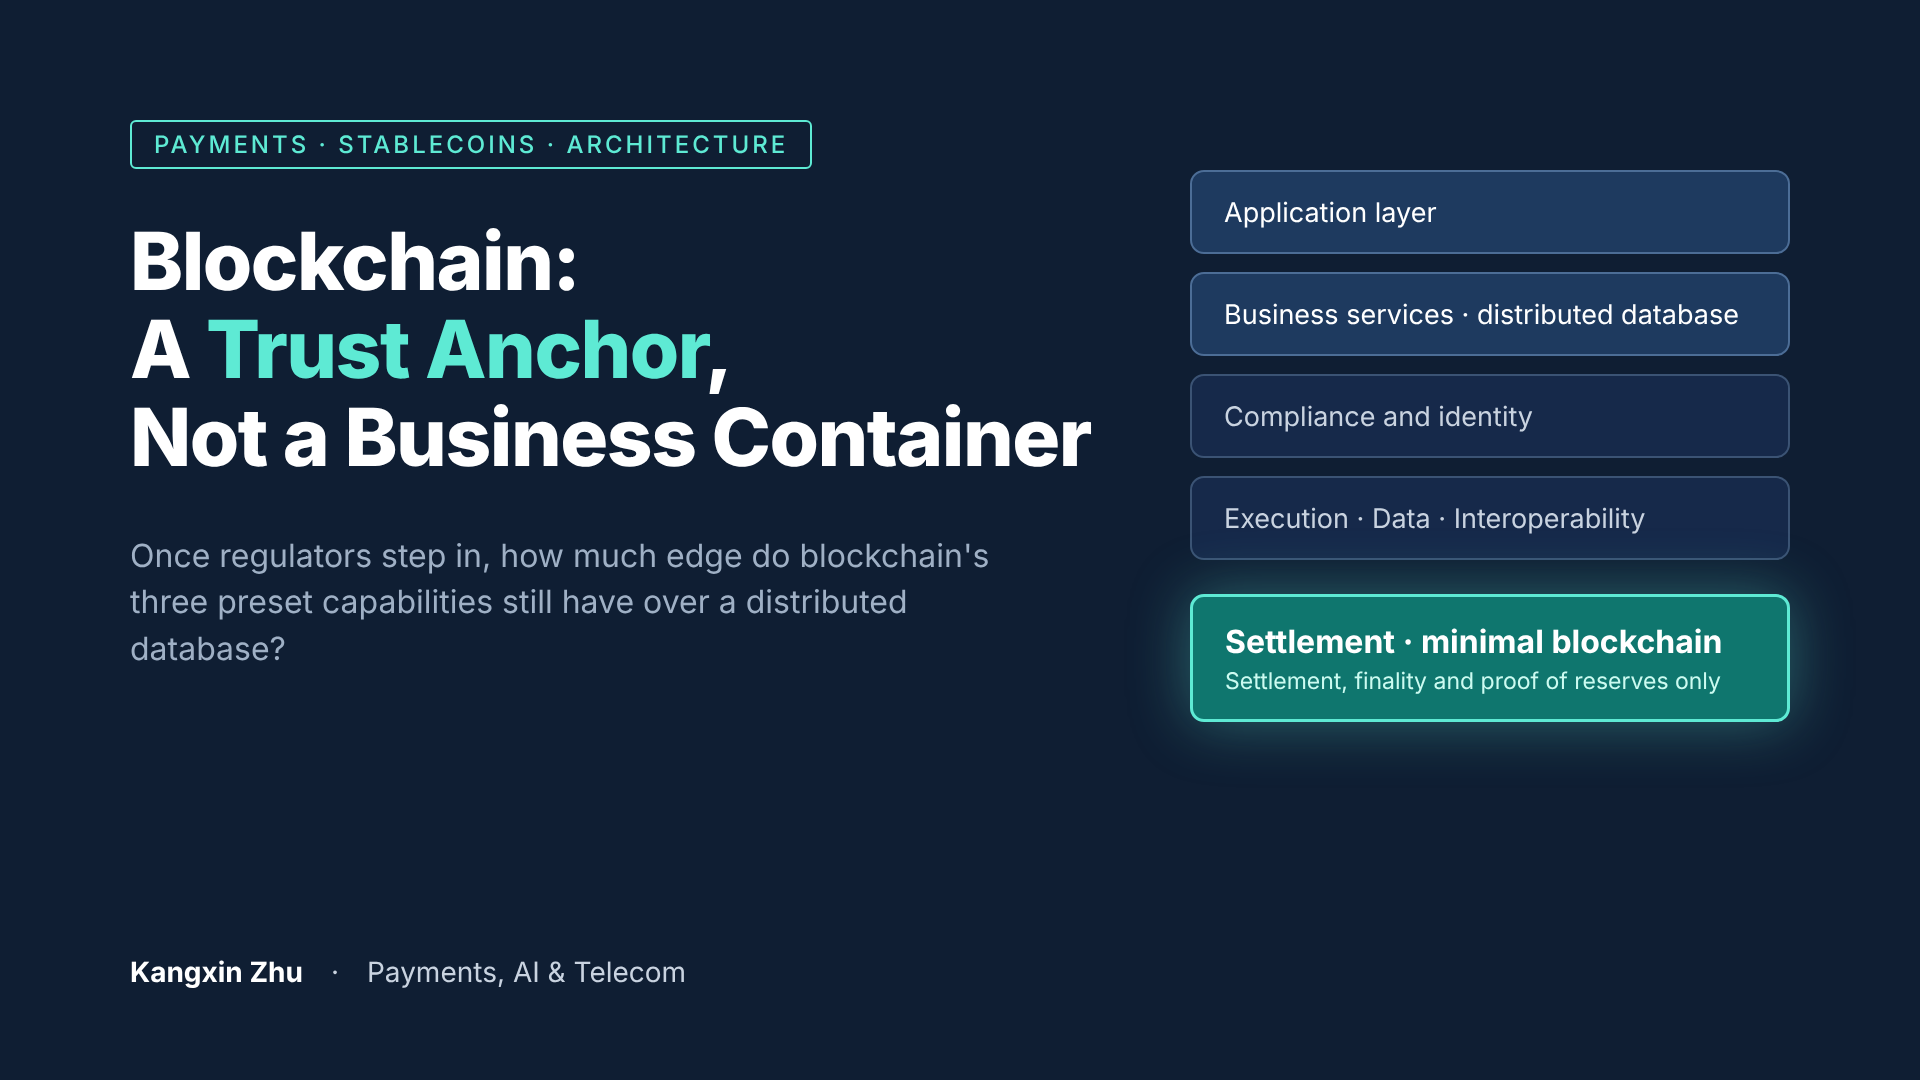 PAYMENTS · STABLECOINS · ARCHITECTURE
Blockchain:
A Trust Anchor,
Not a Business Container
Once regulators step in, how much edge do blockchain's
three preset capabilities still have over a distributed
database?
Application layer
Business services · distributed database
Compliance and identity
Execution · Data · Interoperability
Settlement · minimal blockchain
Settlement, finality and proof of reserves only
Kangxin Zhu · Payments, AI & Telecom